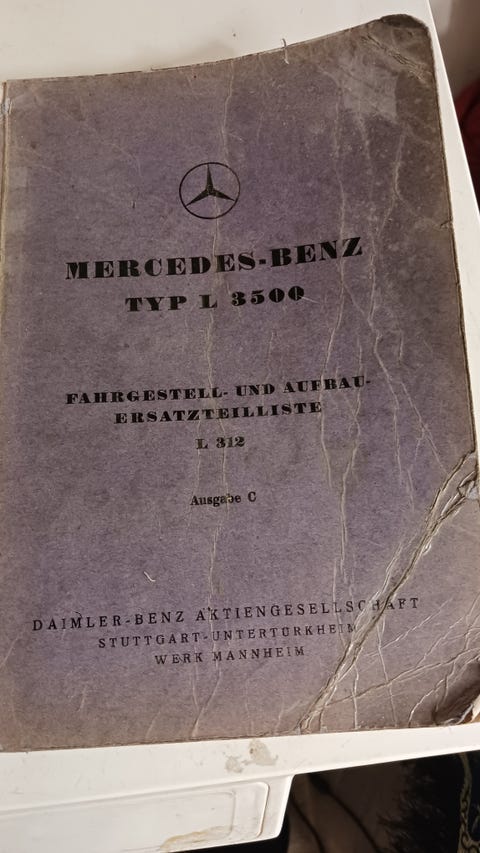 MERCEDES-BENZ
TYP L 3500
FAHRGESTELL- UND AUFBAU-
ERSATZTEILLISTE
L 312
Ausgabe C
DAIMLER-BENZ AKTIENGESELLSCHAFT
STUTTGART-UNTERTÜRKHEIM
WERK MANNHEIM